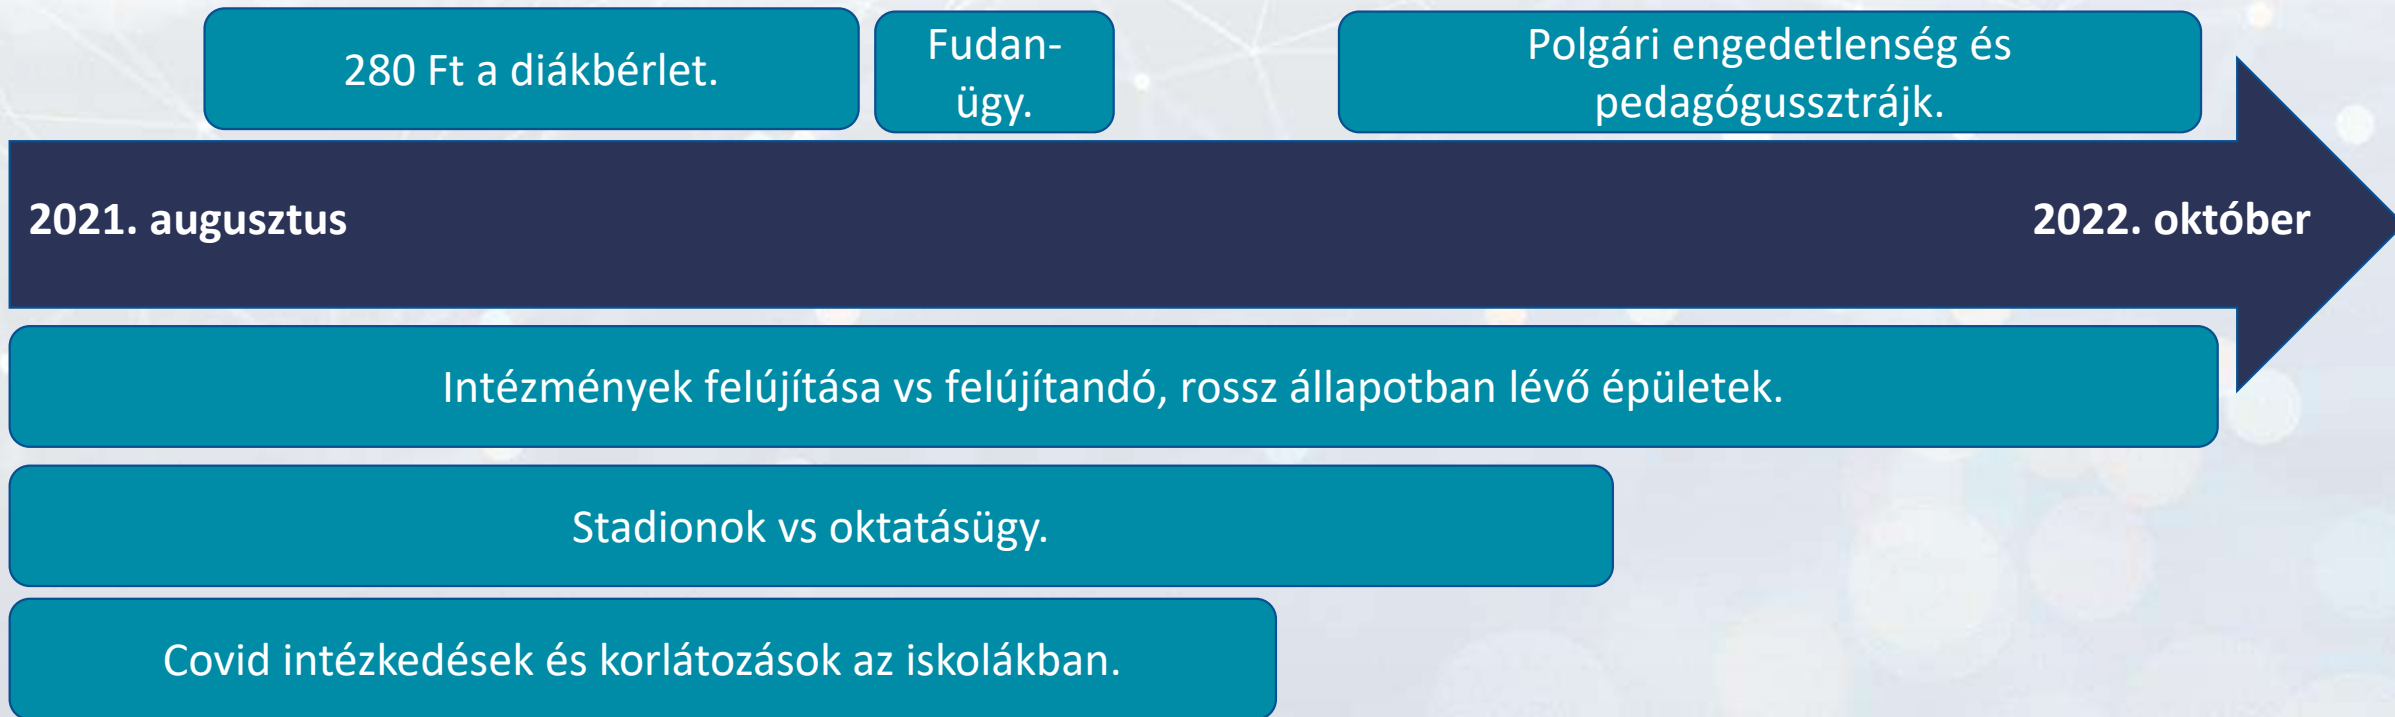 280 Ft a diákbérlet.
Fudan-
ügy.
Polgári engedetlenség és
pedagógussztrájk.
2021. augusztus
2022. október
Intézmények felújítása vs felújítandó, rossz állapotban lévő épületek.
Stadionok vs oktatásügy.
Covid intézkedések és korlátozások az iskolákban.